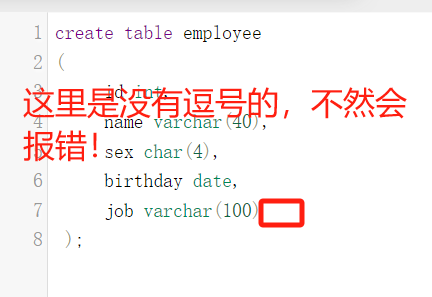 1 create table employee
2 (
3 id int,
这里是没有逗号的，不然会
4 name varchar(40),
报错！
5 sex char(4),
6 birthday date,
7 job varchar(100)
8 );